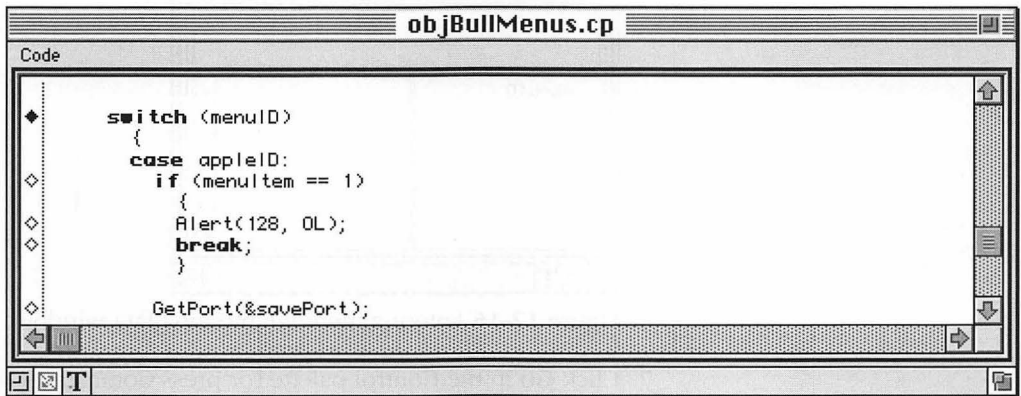 objBullMenus.cp
Code
switch (menuID)
{
case appleID:
if (menuItem == 1)
{
Alert(128, 0L);
break;
}
GetPort(&savePort);
T